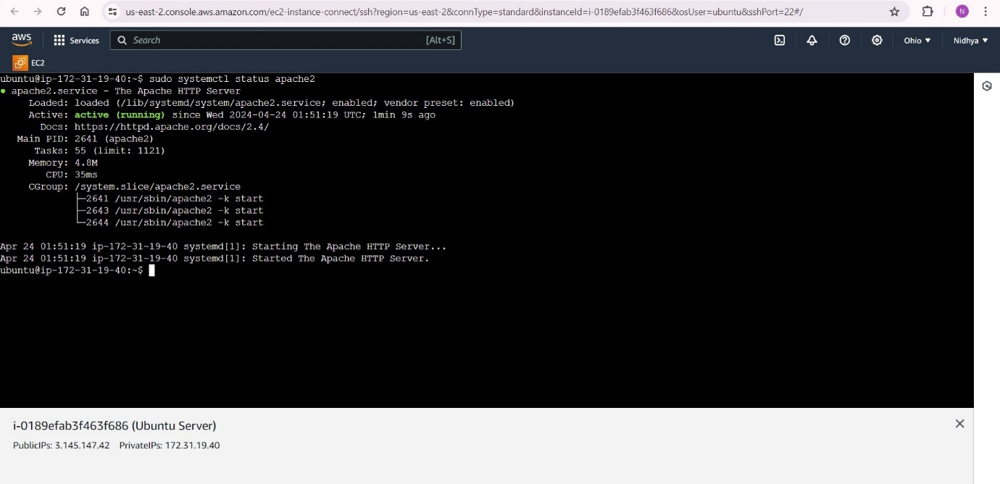 us-east-2.console.aws.amazon.com/ec2-instance-connect/ssh?region=us-east-2&connType=standard&instanceId=i-0189efab3f463f686&osUser=ubuntu&sshPort=22#/
N
aws Services Search [Alt+S] Ohio Nidhya
EC2
ubuntu@ip-172-31-19-40:~$ sudo systemctl status apache2
● apache2.service - The Apache HTTP Server
Loaded: loaded (/lib/systemd/system/apache2.service; enabled; vendor preset: enabled)
Active: active (running) since Wed 2024-04-24 01:51:19 UTC; 1min 9s ago
Docs: https://httpd.apache.org/docs/2.4/
Main PID: 2641 (apache2)
Tasks: 55 (limit: 1121)
Memory: 4.8M
CPU: 35ms
CGroup: /system.slice/apache2.service
├─2641 /usr/sbin/apache2 -k start
├─2643 /usr/sbin/apache2 -k start
└─2644 /usr/sbin/apache2 -k start
Apr 24 01:51:19 ip-172-31-19-40 systemd[1]: Starting The Apache HTTP Server...
Apr 24 01:51:19 ip-172-31-19-40 systemd[1]: Started The Apache HTTP Server.
ubuntu@ip-172-31-19-40:~$
i-0189efab3f463f686 (Ubuntu Server)
PublicIPs: 3.145.147.42 PrivateIPs: 172.31.19.40